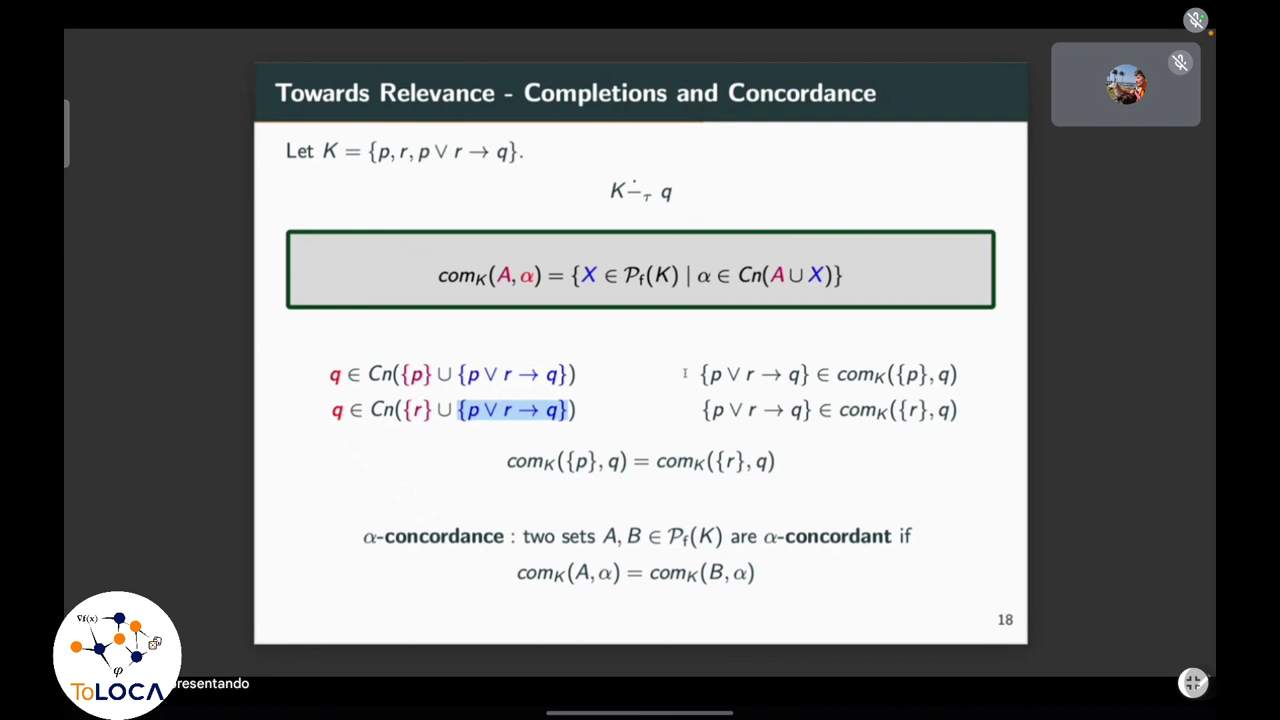 Towards Relevance - Completions and Concordance
Let K = {p, r, p ∨ r → q}.
K ∸τ q
comK(A, α) = {X ∈ Pf(K) | α ∈ Cn(A ∪ X)}
q ∈ Cn({p} ∪ {p ∨ r → q})
{p ∨ r → q} ∈ comK({p}, q)
q ∈ Cn({r} ∪ {p ∨ r → q})
{p ∨ r → q} ∈ comK({r}, q)
comK({p}, q) = comK({r}, q)
α-concordance : two sets A, B ∈ Pf(K) are α-concordant if
comK(A, α) = comK(B, α)
18
∇f(x)
φ
ToLOCA
presentando